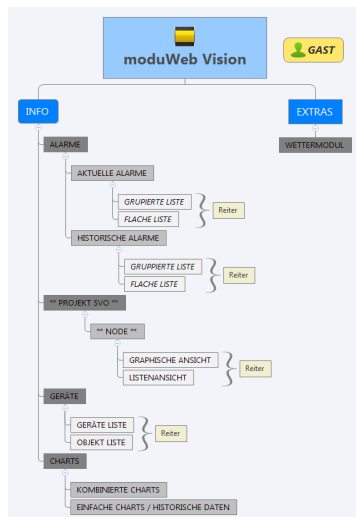 moduWeb Vision
GAST
INFO
EXTRAS
ALARME
WETTERMODUL
AKTUELLE ALARME
GRUPIERTE LISTE
FLACHE LISTE
Reiter
HISTORISCHE ALARME
GRUPPIERTE LISTE
FLACHE LISTE
Reiter
** PROJEKT SVO **
** NODE **
GRAPHISCHE ANSICHT
LISTENANSICHT
Reiter
GERÄTE
GERÄTE LISTE
OBJEKT LISTE
Reiter
CHARTS
KOMBINIERTE CHARTS
EINFACHE CHARTS / HISTORISCHE DATEN